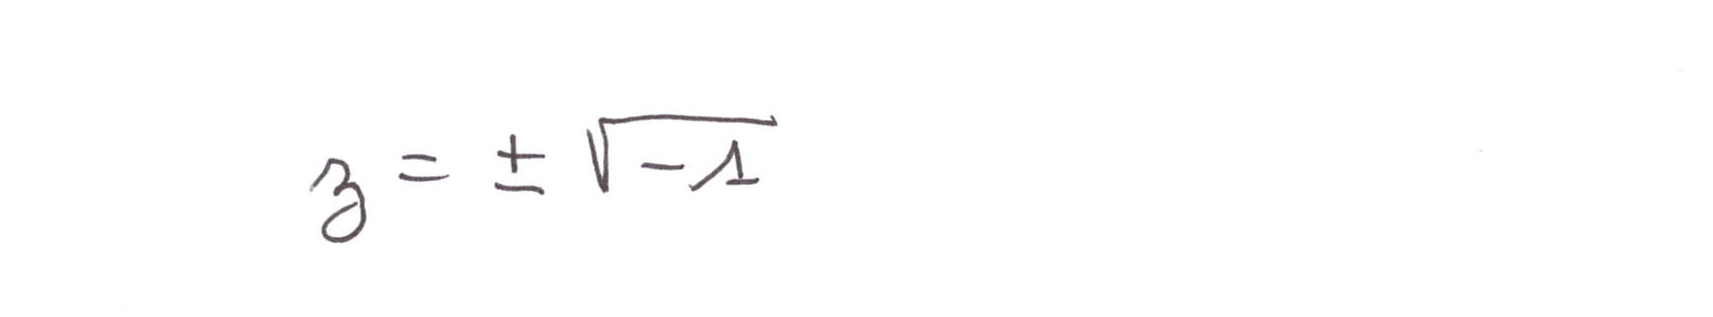 z = ± √-1